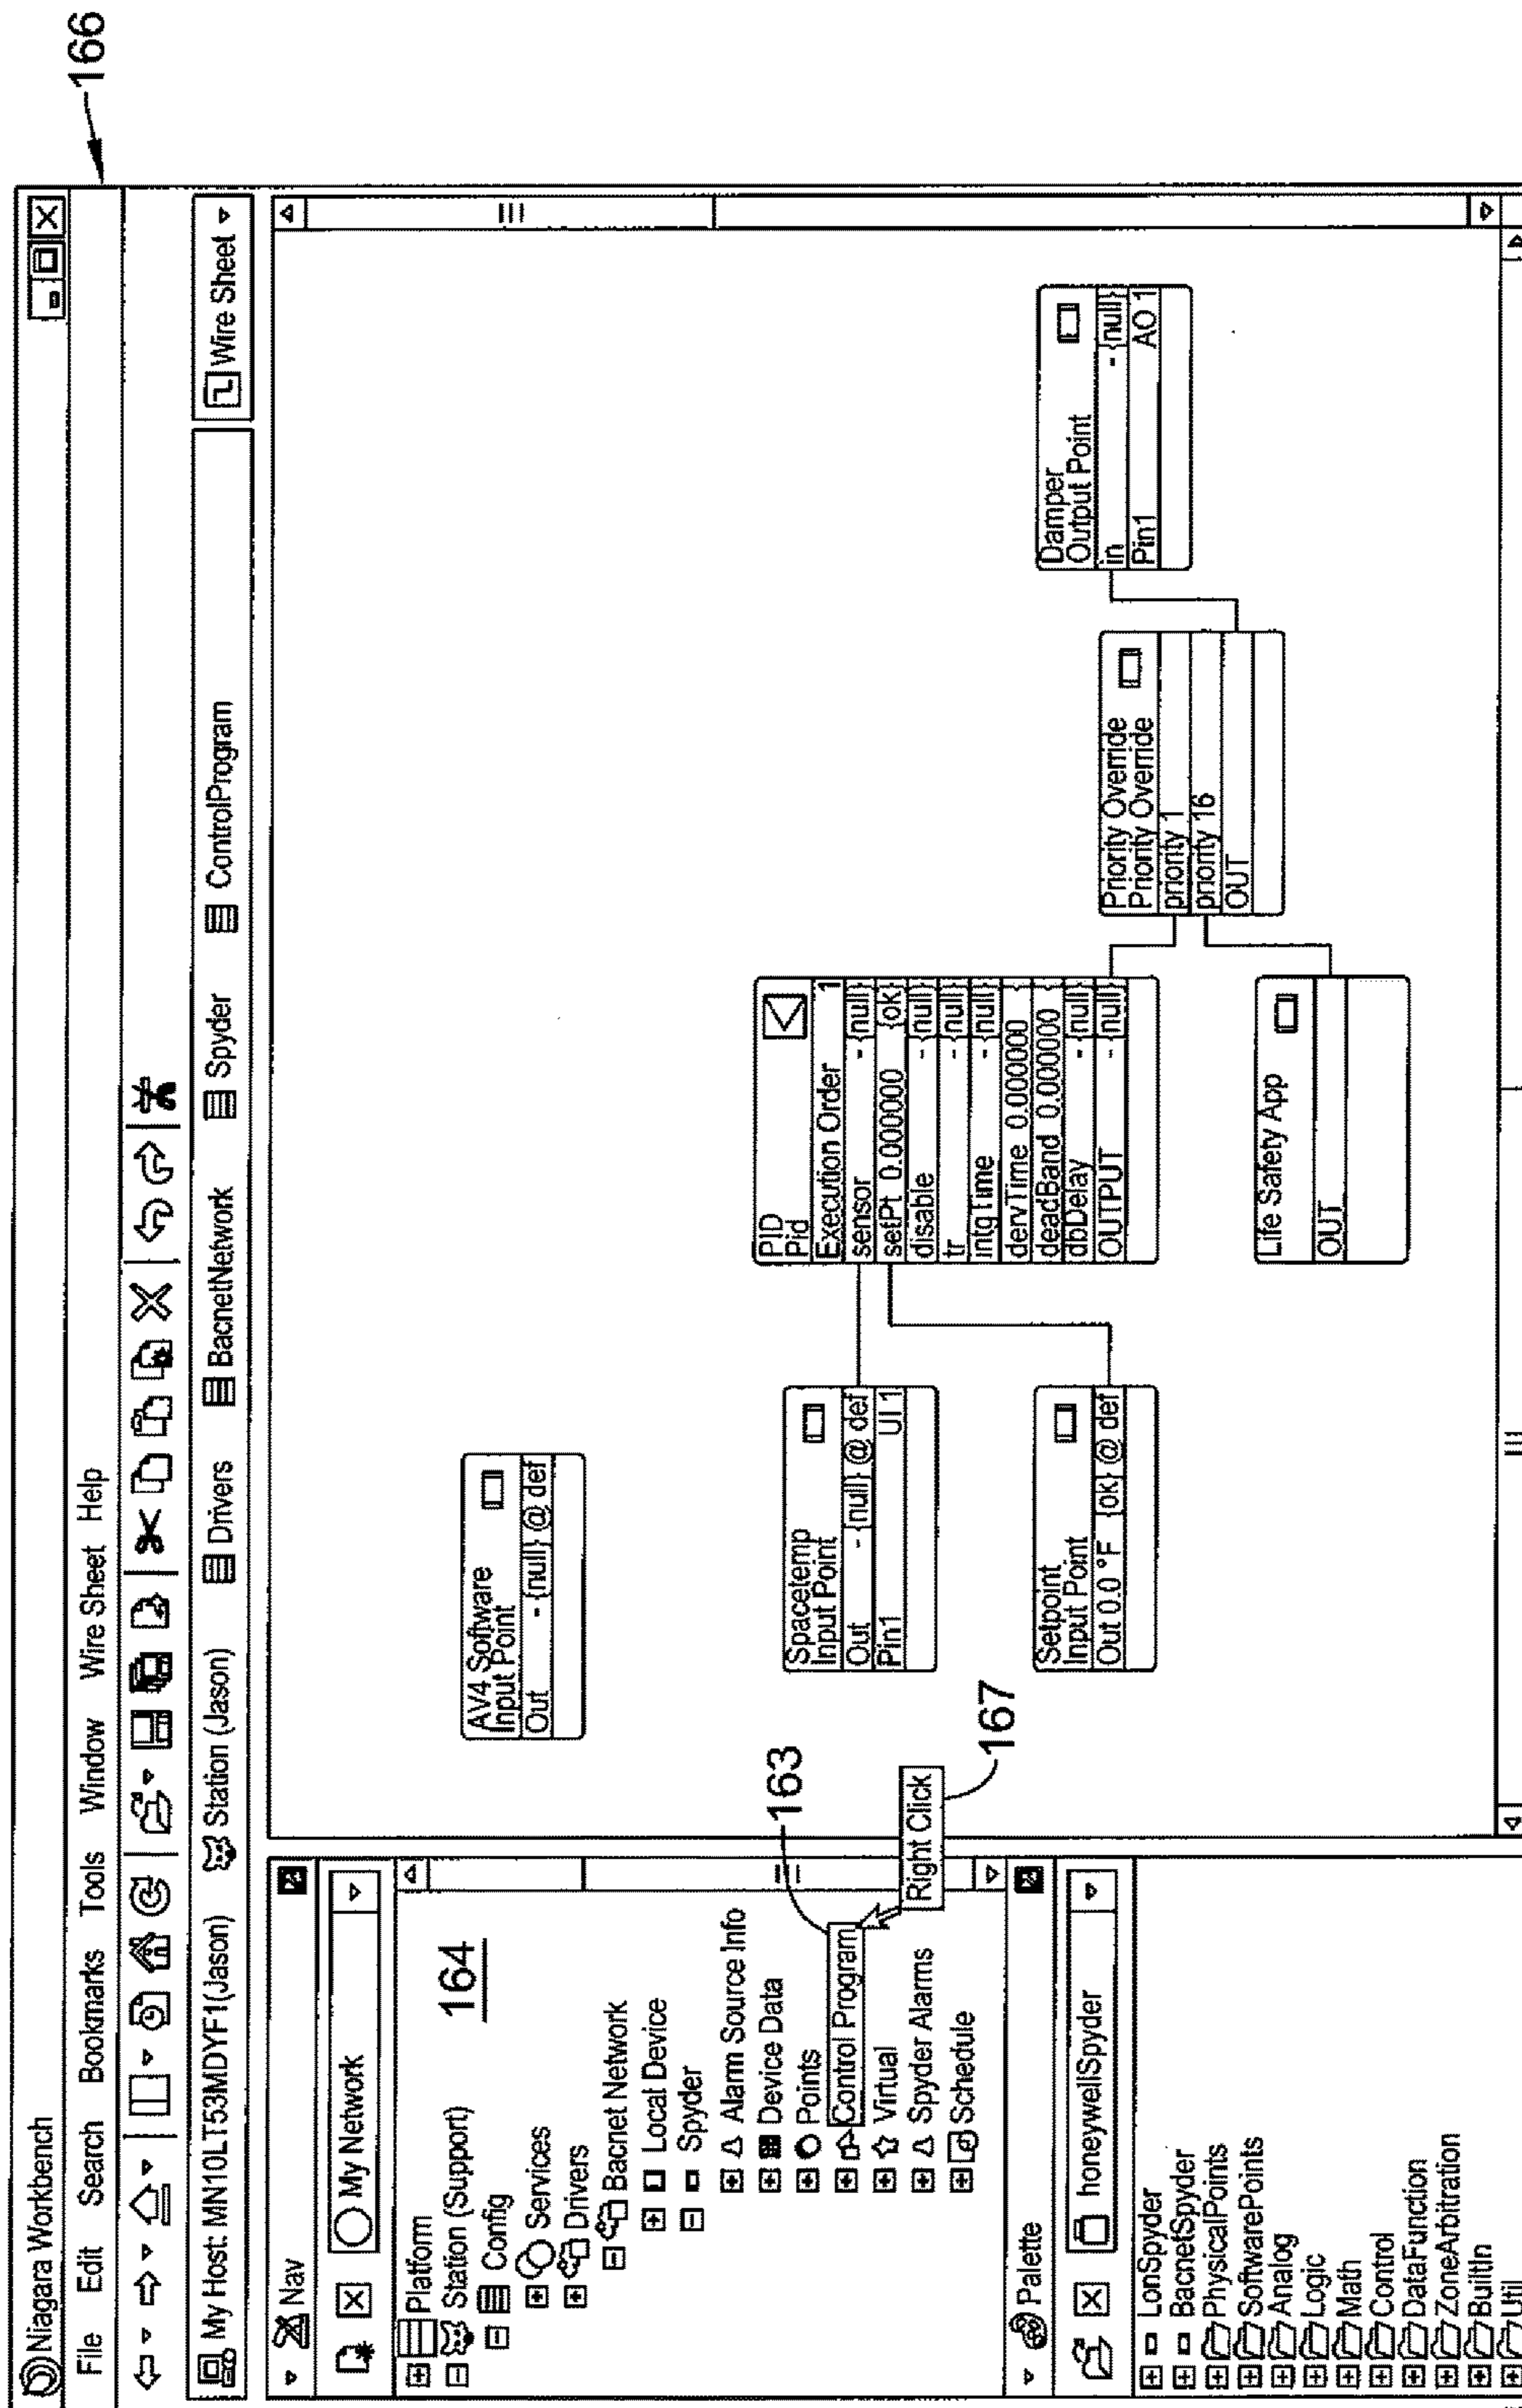 166
Niagara Workbench
File Edit Search Bookmarks Tools Window Wire Sheet Help
My Host: MN10LT53MDYF1(Jason) Station (Jason) Drivers BacnetNetwork Spyder ControlProgram Wire Sheet
Nav
My Network
164
Platform
Station (Support)
Config
Services
Drivers
Bacnet Network
Local Device
Spyder
Alarm Source Info
Device Data
Points
Control Program
Virtual
Spyder Alarms
Schedule
163
Right Click
167
Palette
honeywellSpyder
LonSpyder
BacnetSpyder
PhysicalPoints
SoftwarePoints
Analog
Logic
Math
Control
DataFunction
ZoneArbitration
BuiltIn
Util
AV4 Software
Input Point
Out - {null} @ def
Spacetemp
Input Point
Out - {null} @ def
Pin1 UI 1
Setpoint
Input Point
Out 0.0 °F {ok} @ def
PID
Pid
Execution Order 1
sensor - {null}
setPt 0.000000 {ok}
disable - {null}
tr - {null}
intgTime - {null}
dervTime 0.000000 {
deadBand 0.000000 {
dbDelay - {null}
OUTPUT - {null}
Life Safety App
OUT
Priority Override
Priority Override
priority 1
priority 16
OUT
Damper
Output Point
in - {null}
Pin1 AO 1